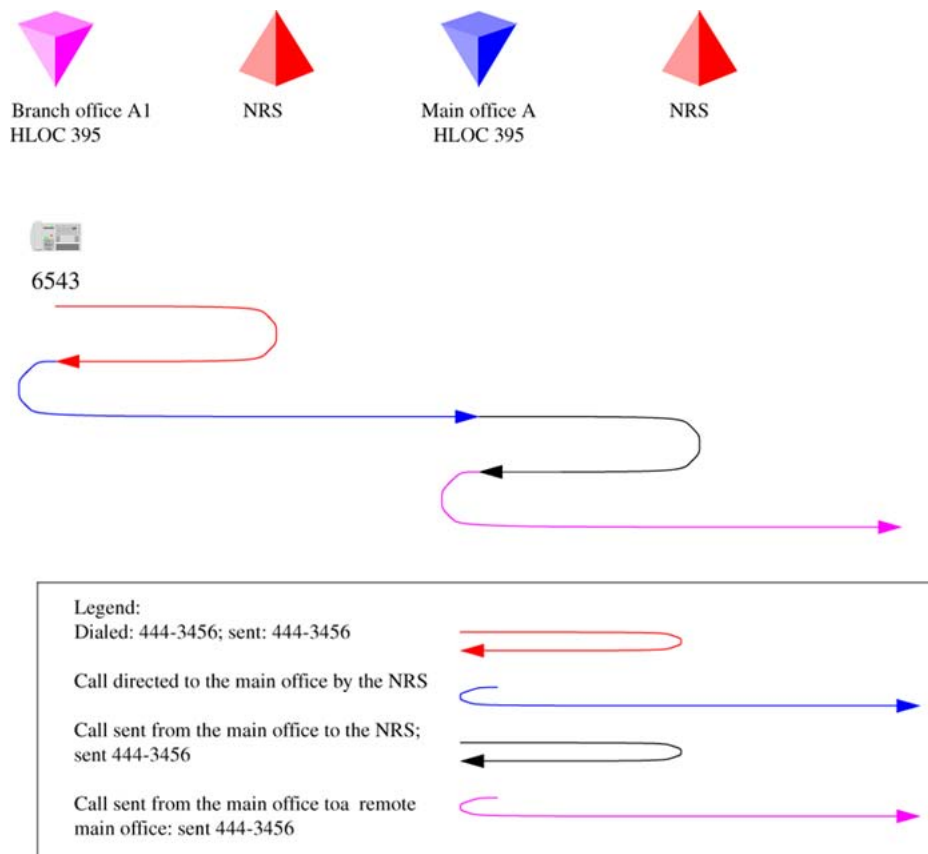 Branch office A1
HLOC 395
NRS
Main office A
HLOC 395
NRS
6543
Legend:
Dialed: 444-3456; sent: 444-3456
Call directed to the main office by the NRS
Call sent from the main office to the NRS;
sent 444-3456
Call sent from the main office toa remote
main office: sent 444-3456